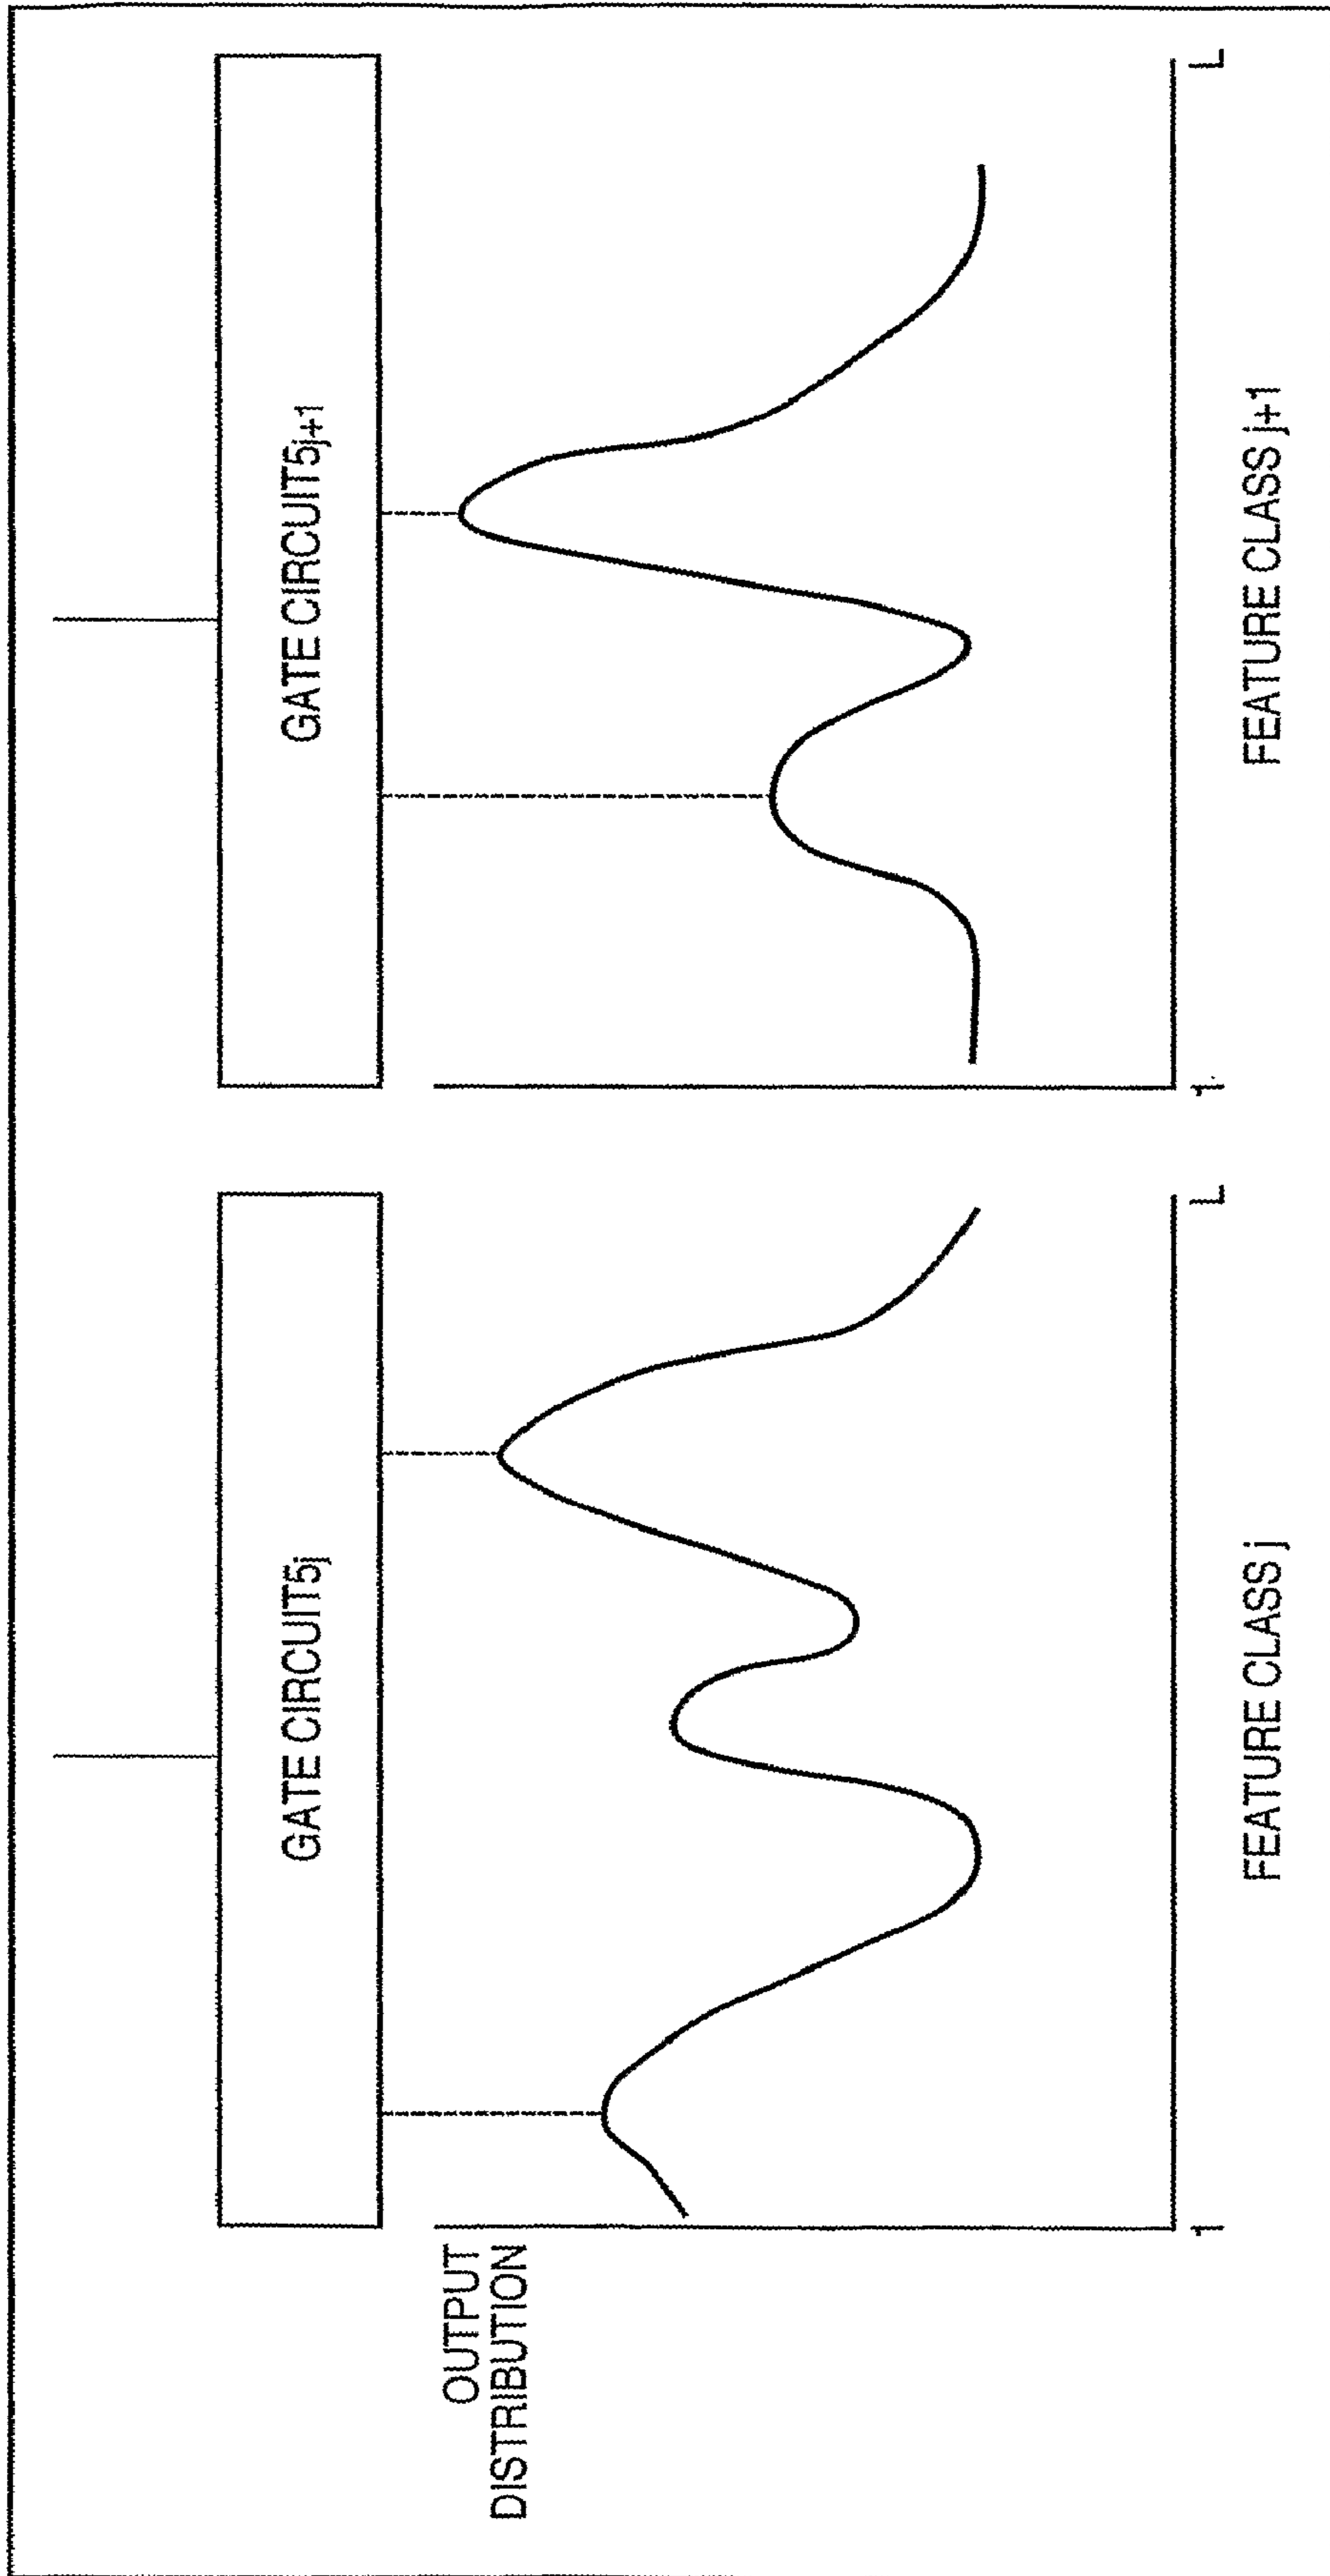 GATE CIRCUIT5j
GATE CIRCUIT5j+1
OUTPUT
DISTRIBUTION
1
L
1
L
FEATURE CLASS j
FEATURE CLASS j+1